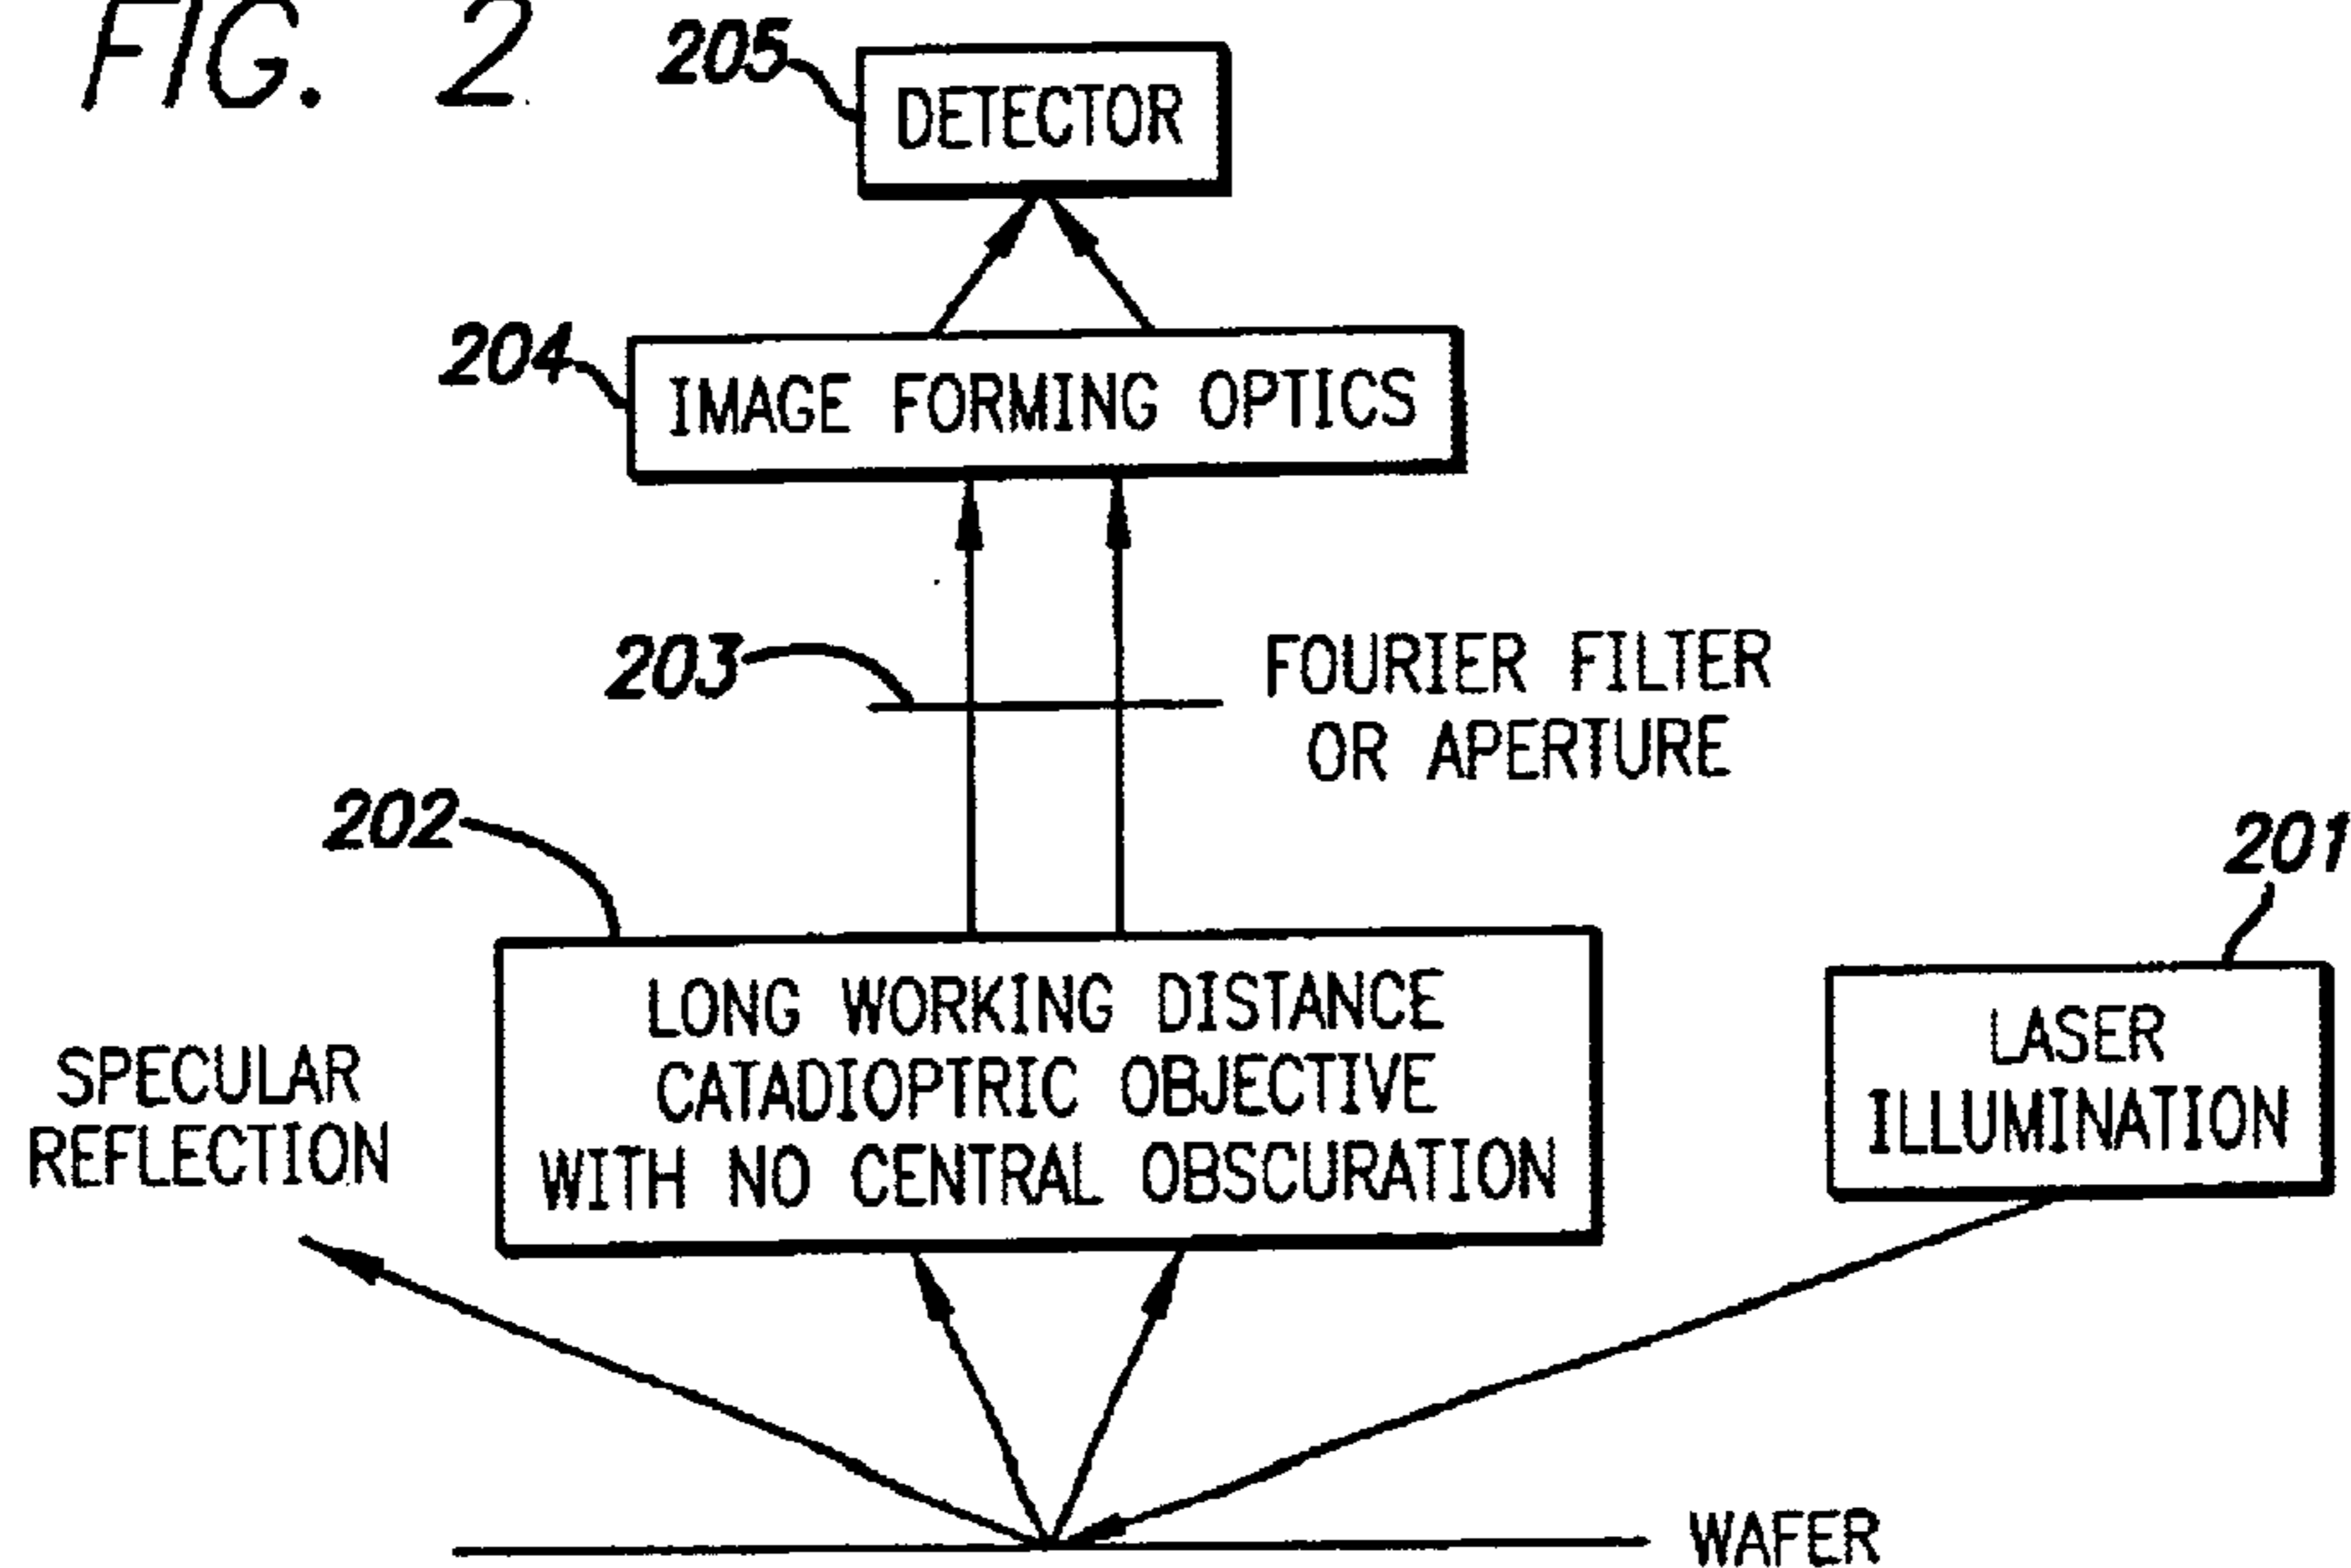 FIG. 2
205
DETECTOR
204
IMAGE FORMING OPTICS
203
FOURIER FILTER
OR APERTURE
202
201
LONG WORKING DISTANCE
CATADIOPTRIC OBJECTIVE
WITH NO CENTRAL OBSCURATION
LASER
ILLUMINATION
SPECULAR
REFLECTION
WAFER